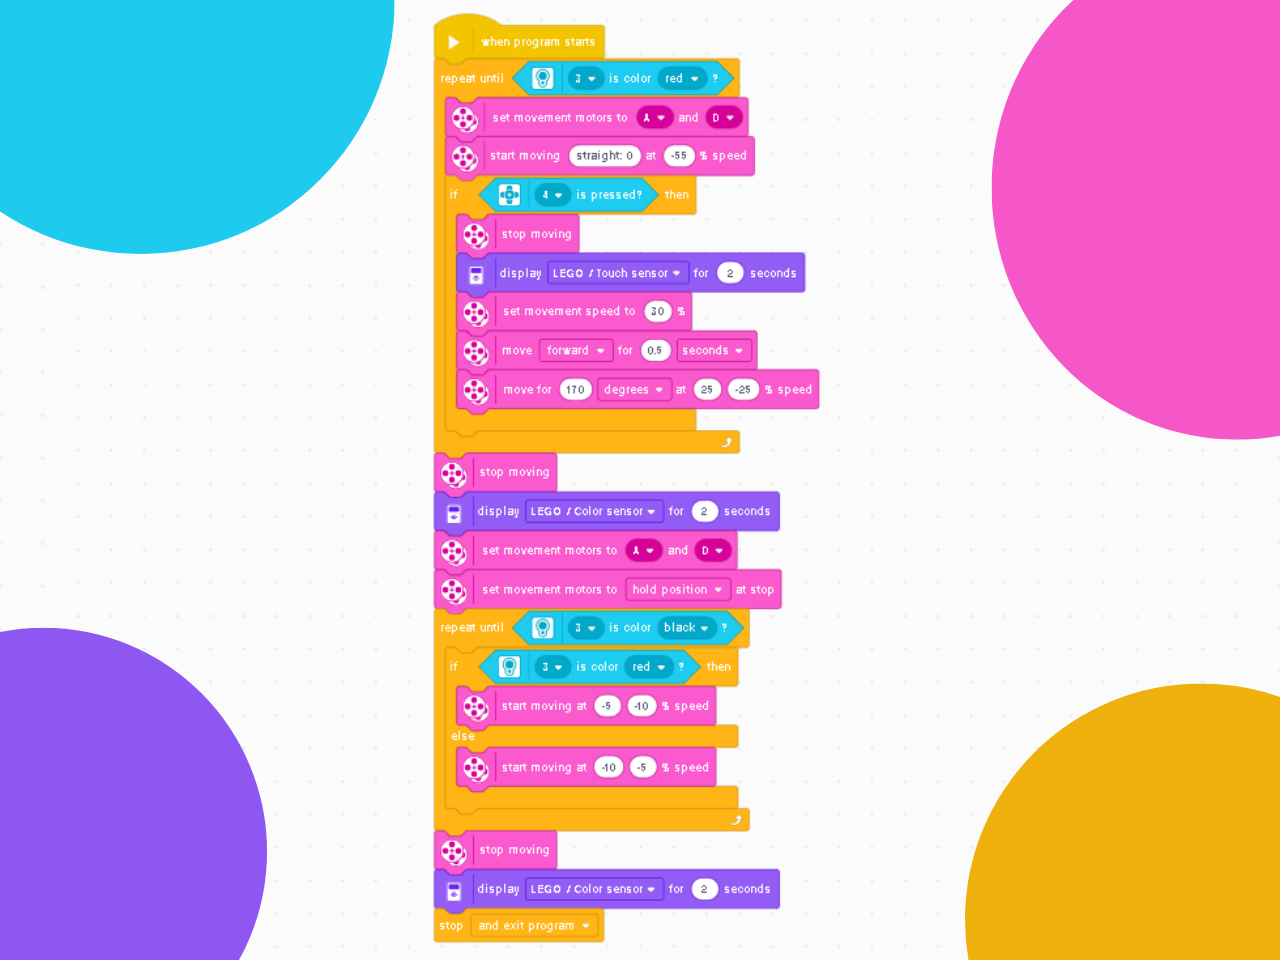 when program starts
repeat until 3 is color red ?
set movement motors to A and D
start moving straight: 0 at -55 % speed
if 4 is pressed? then
stop moving
display LEGO / Touch sensor for 2 seconds
set movement speed to 30 %
move forward for 0.5 seconds
move for 170 degrees at 25 -25 % speed
stop moving
display LEGO / Color sensor for 2 seconds
set movement motors to A and D
set movement motors to hold position at stop
repeat until 3 is color black ?
if 3 is color red ? then
start moving at -5 -10 % speed
else
start moving at -10 -5 % speed
stop moving
display LEGO / Color sensor for 2 seconds
stop and exit program